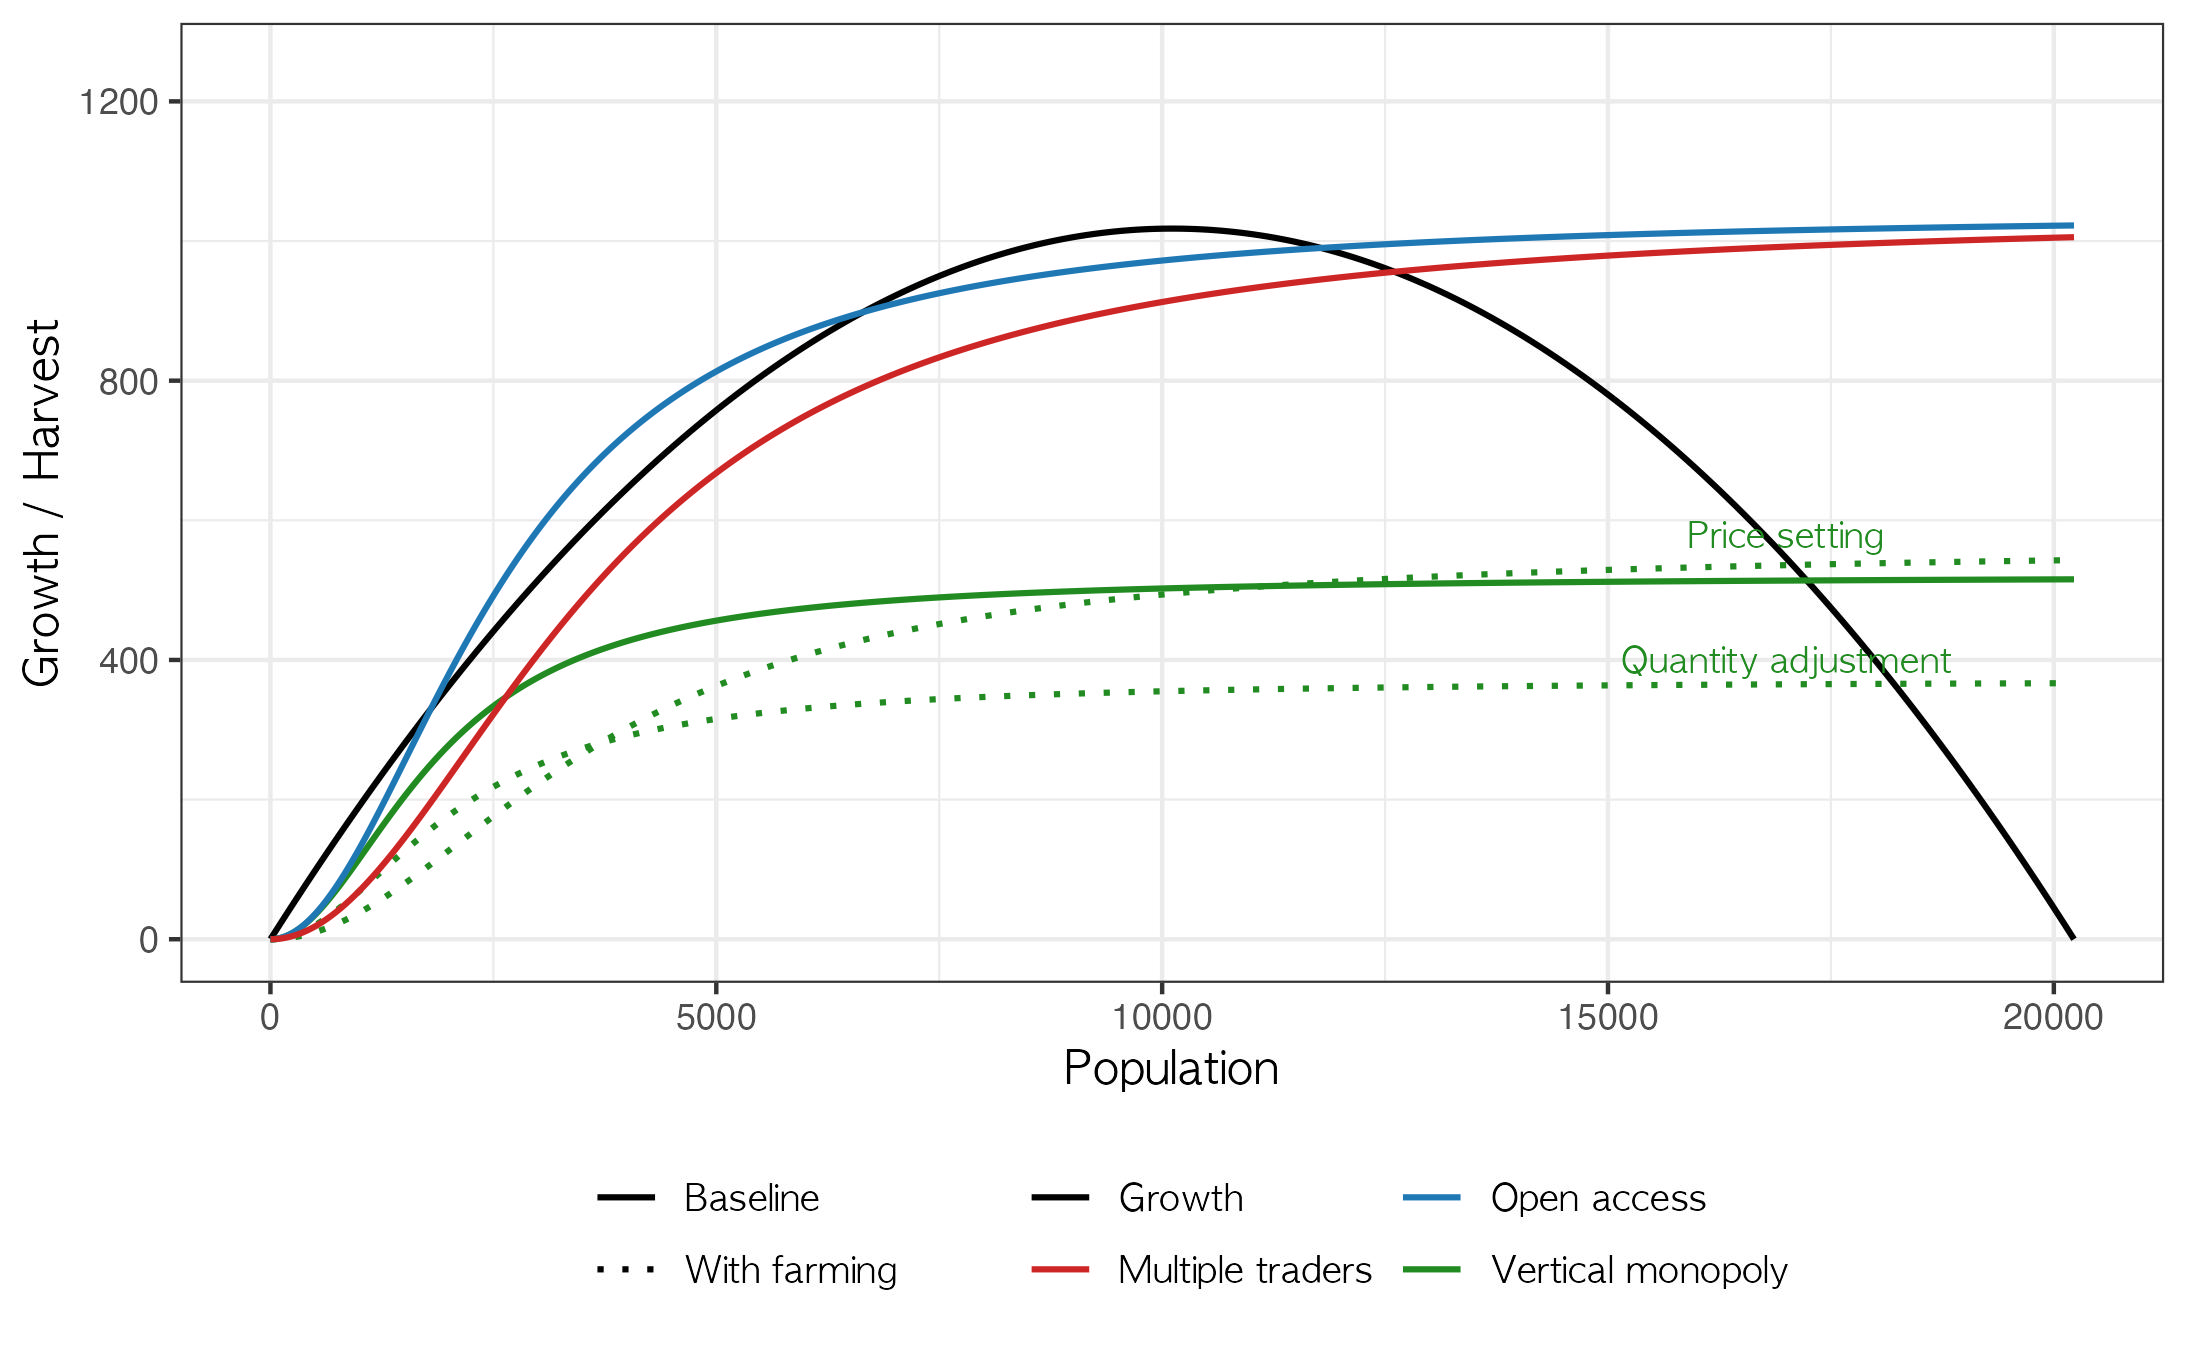 Growth / Harvest
1200
800
400
0
Price setting
Quantity adjustment
0 5000 10000 15000 20000
Population
Baseline Growth Open access
With farming Multiple traders Vertical monopoly